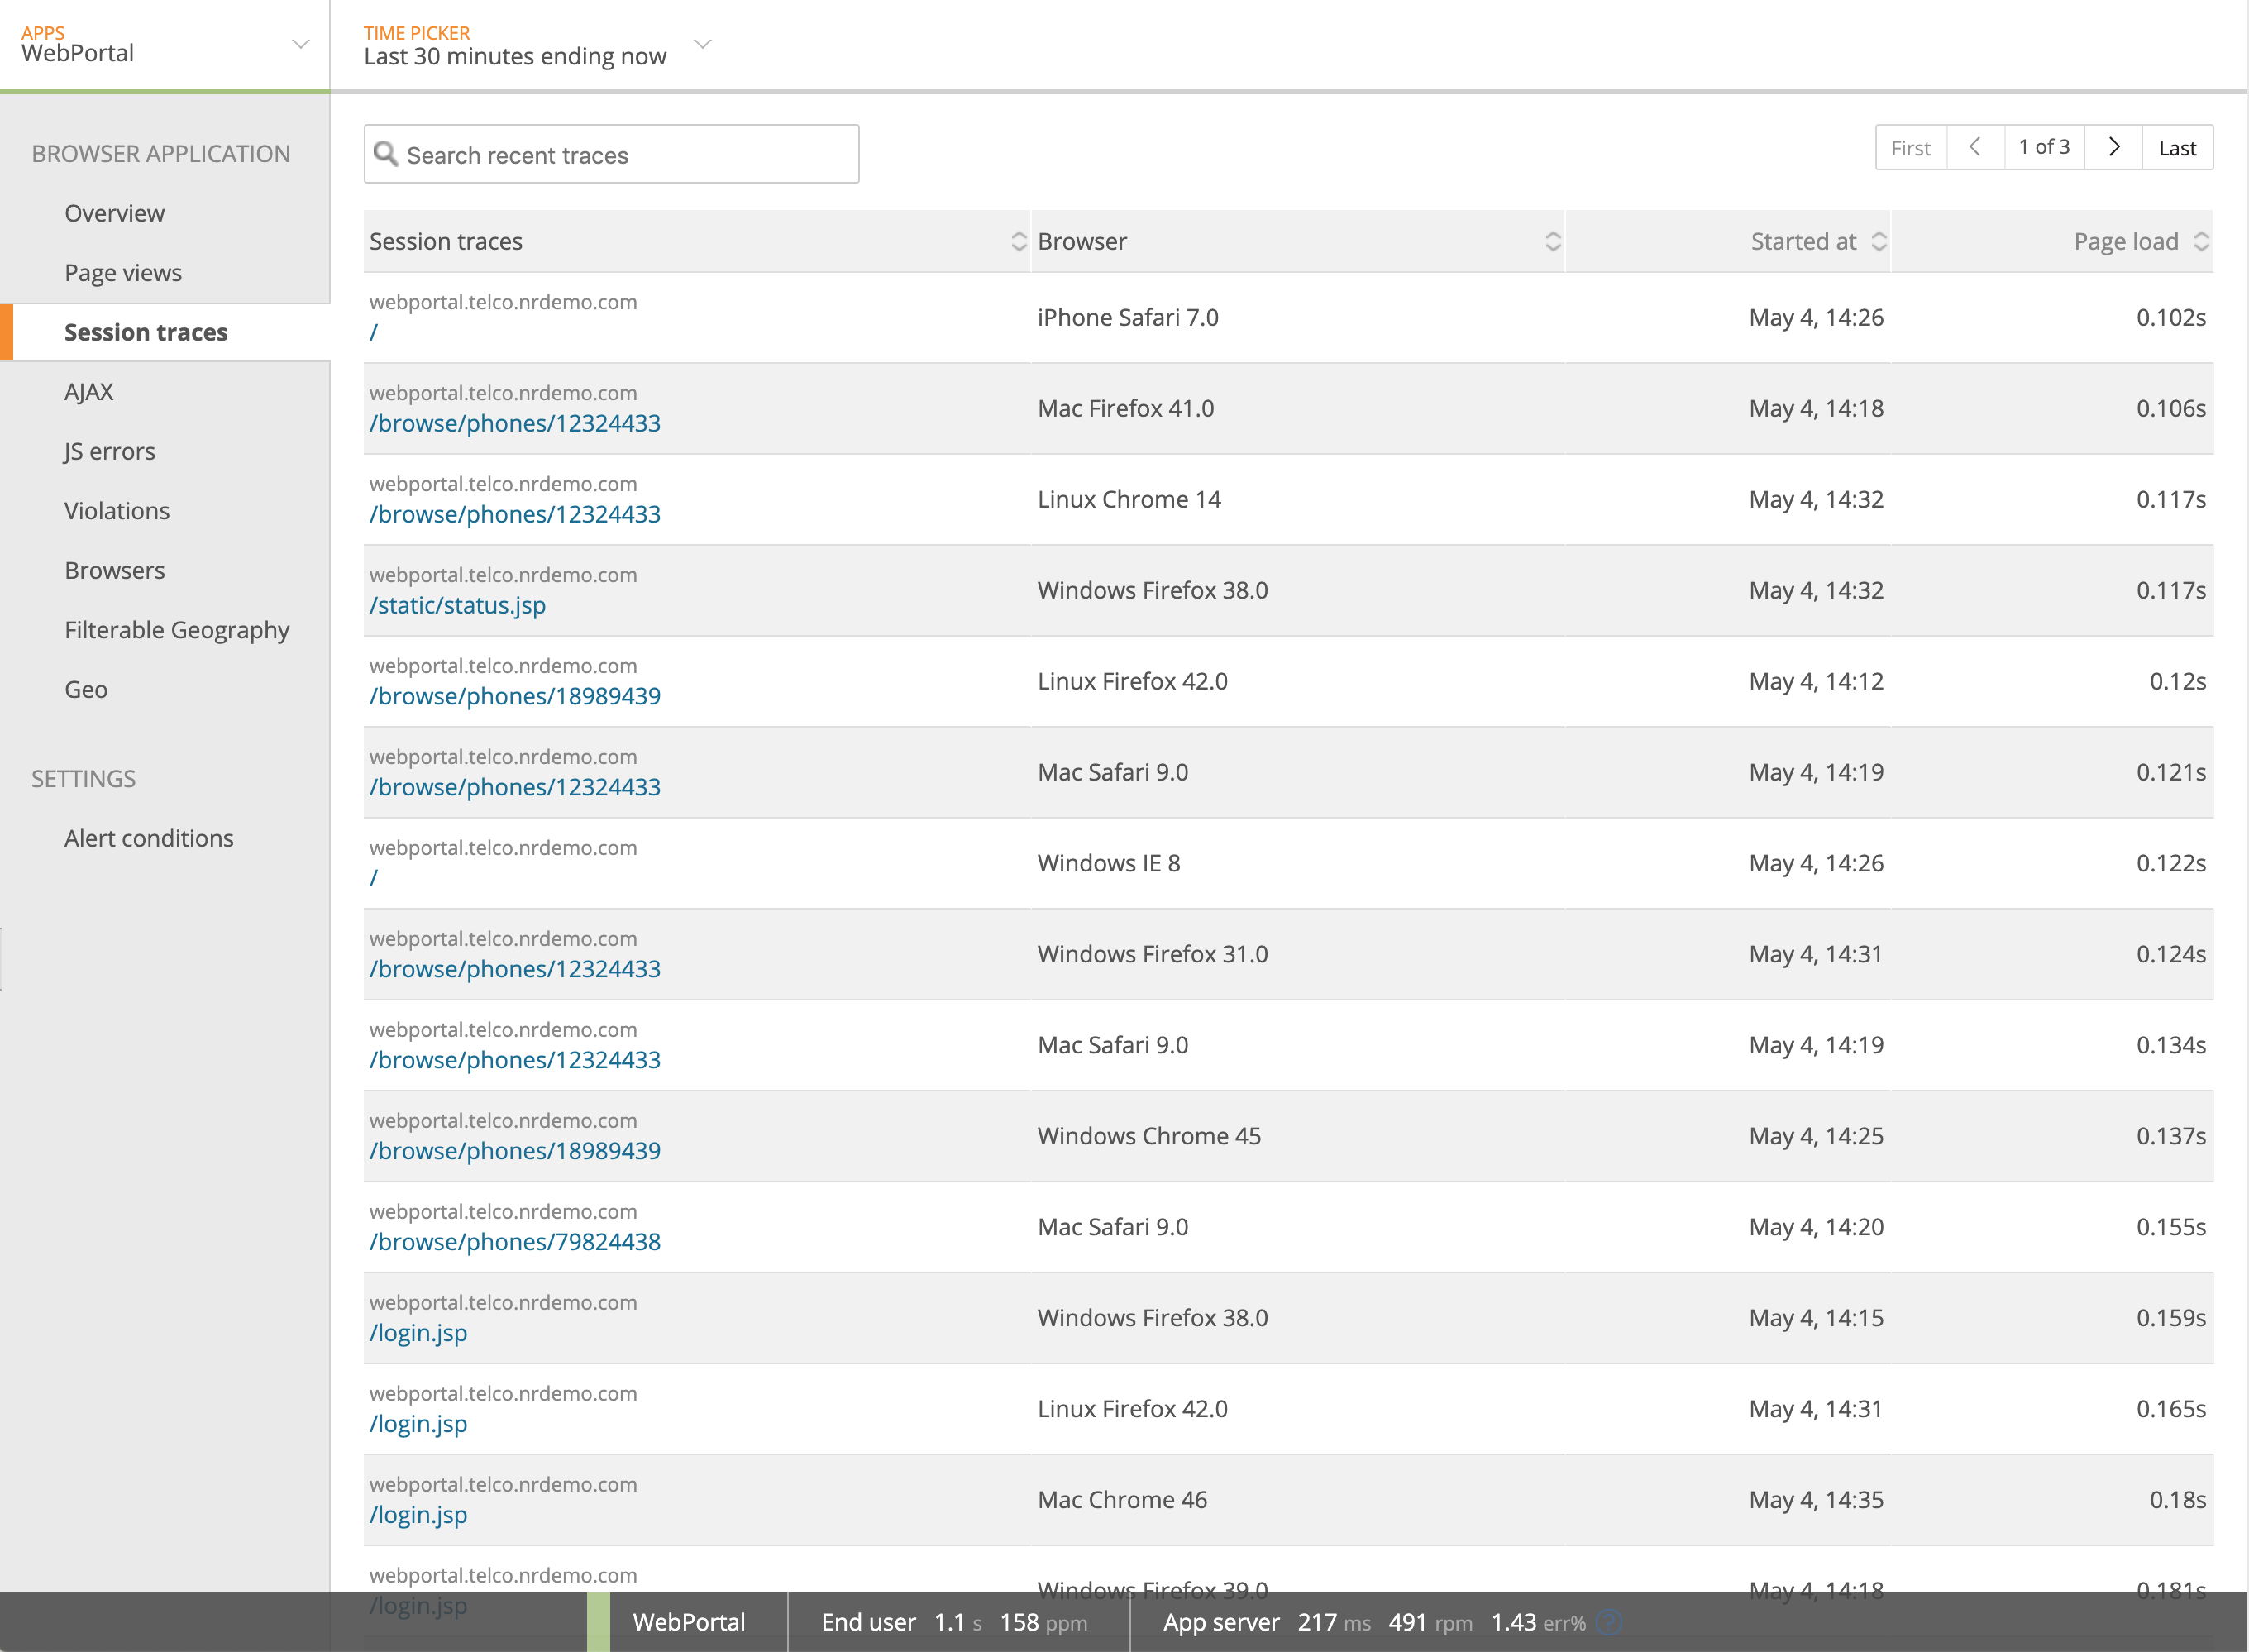 APPS
WebPortal
TIME PICKER
Last 30 minutes ending now
BROWSER APPLICATION
Overview
Page views
Session traces
AJAX
JS errors
Violations
Browsers
Filterable Geography
Geo
SETTINGS
Alert conditions
Search recent traces
First 1 of 3 Last
Session traces Browser Started at Page load
webportal.telco.nrdemo.com
/ iPhone Safari 7.0 May 4, 14:26 0.102s
webportal.telco.nrdemo.com
/browse/phones/12324433 Mac Firefox 41.0 May 4, 14:18 0.106s
webportal.telco.nrdemo.com
/browse/phones/12324433 Linux Chrome 14 May 4, 14:32 0.117s
webportal.telco.nrdemo.com
/static/status.jsp Windows Firefox 38.0 May 4, 14:32 0.117s
webportal.telco.nrdemo.com
/browse/phones/18989439 Linux Firefox 42.0 May 4, 14:12 0.12s
webportal.telco.nrdemo.com
/browse/phones/12324433 Mac Safari 9.0 May 4, 14:19 0.121s
webportal.telco.nrdemo.com
/ Windows IE 8 May 4, 14:26 0.122s
webportal.telco.nrdemo.com
/browse/phones/12324433 Windows Firefox 31.0 May 4, 14:31 0.124s
webportal.telco.nrdemo.com
/browse/phones/12324433 Mac Safari 9.0 May 4, 14:19 0.134s
webportal.telco.nrdemo.com
/browse/phones/18989439 Windows Chrome 45 May 4, 14:25 0.137s
webportal.telco.nrdemo.com
/browse/phones/79824438 Mac Safari 9.0 May 4, 14:20 0.155s
webportal.telco.nrdemo.com
/login.jsp Windows Firefox 38.0 May 4, 14:15 0.159s
webportal.telco.nrdemo.com
/login.jsp Linux Firefox 42.0 May 4, 14:31 0.165s
webportal.telco.nrdemo.com
/login.jsp Mac Chrome 46 May 4, 14:35 0.18s
webportal.telco.nrdemo.com
/login.jsp Windows Firefox 39.0 May 4, 14:18 0.181s
WebPortal End user 1.1 s 158 ppm App server 217 ms 491 rpm 1.43 err% ?